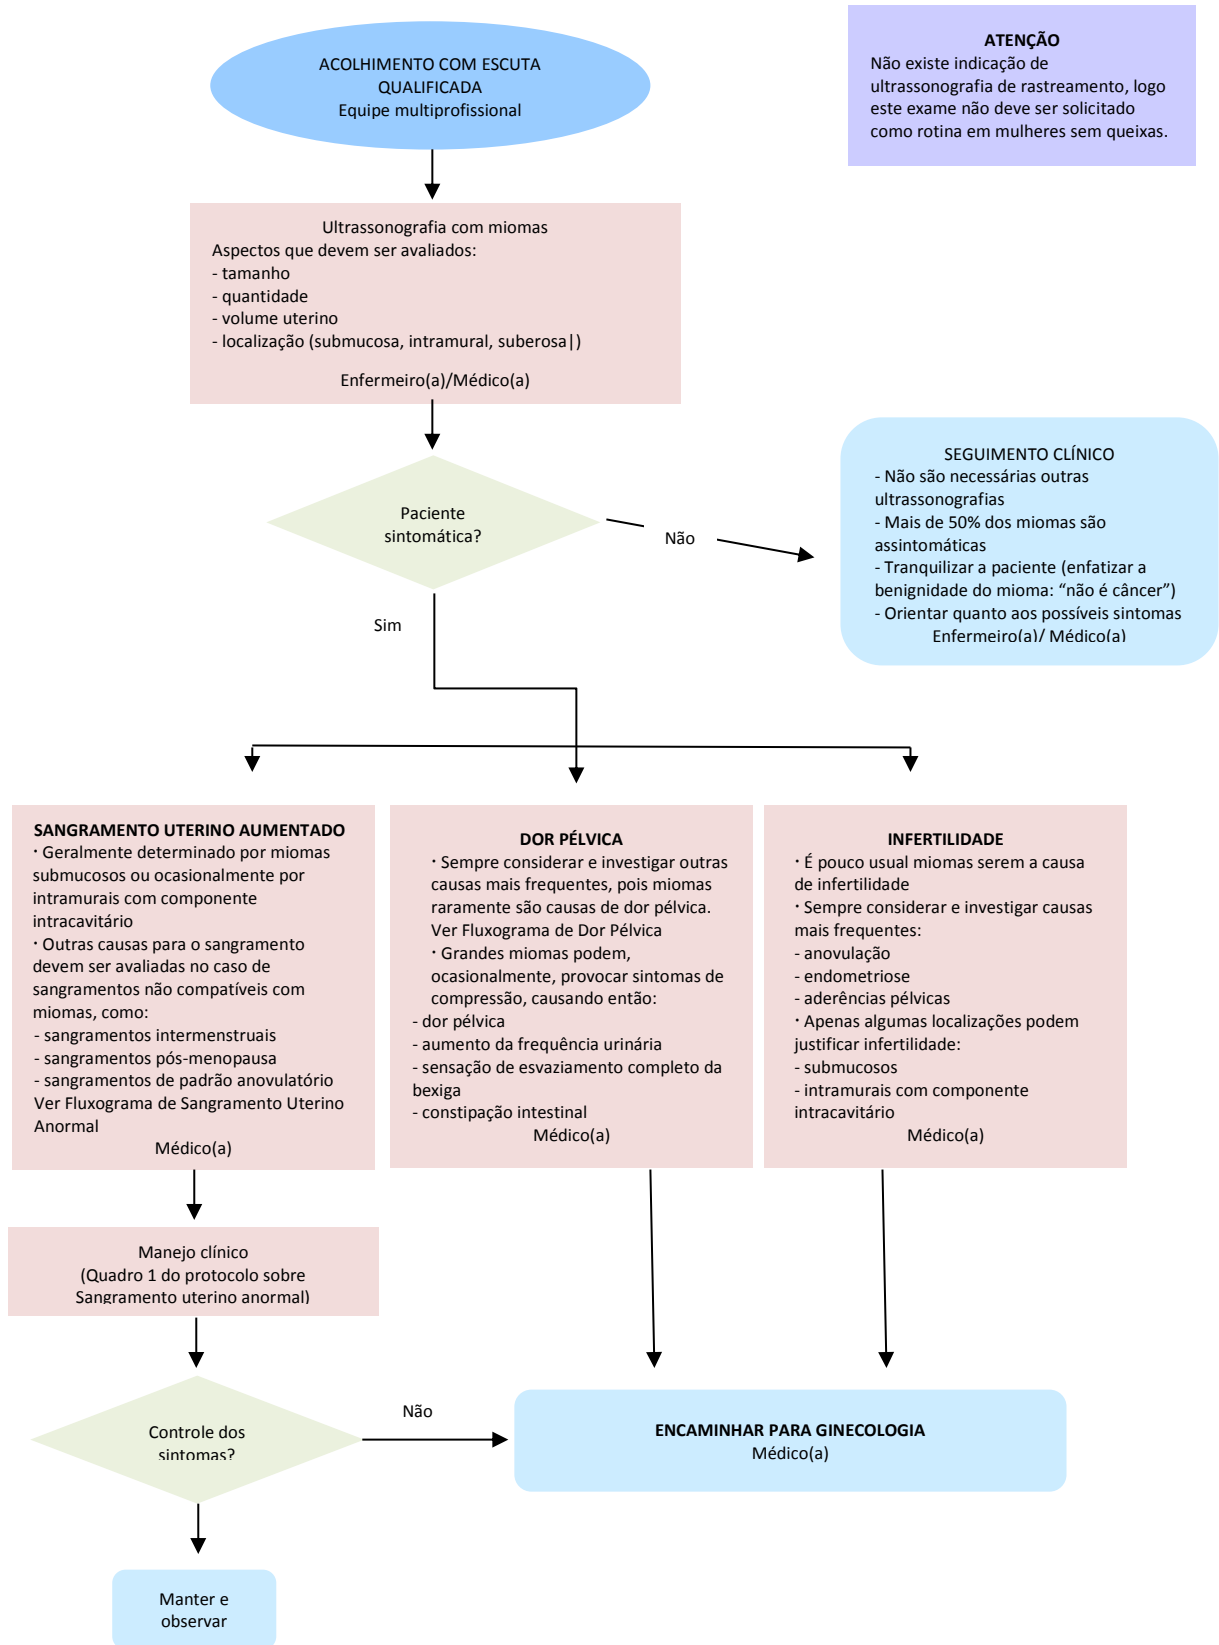 ACOLHIMENTO COM ESCUTA
QUALIFICADA
Equipe multiprofissional
ATENÇÃO
Não existe indicação de
ultrassonografia de rastreamento, logo
este exame não deve ser solicitado
como rotina em mulheres sem queixas.
Ultrassonografia com miomas
Aspectos que devem ser avaliados:
- tamanho
- quantidade
- volume uterino
- localização (submucosa, intramural, suberosa|)
Enfermeiro(a)/Médico(a)
Paciente
sintomática?
Não
Sim
SEGUIMENTO CLÍNICO
- Não são necessárias outras
ultrassonografias
- Mais de 50% dos miomas são
assintomáticas
- Tranquilizar a paciente (enfatizar a
benignidade do mioma: “não é câncer”)
- Orientar quanto aos possíveis sintomas
Enfermeiro(a)/ Médico(a)
SANGRAMENTO UTERINO AUMENTADO
· Geralmente determinado por miomas
submucosos ou ocasionalmente por
intramurais com componente
intracavitário
· Outras causas para o sangramento
devem ser avaliadas no caso de
sangramentos não compatíveis com
miomas, como:
- sangramentos intermenstruais
- sangramentos pós-menopausa
- sangramentos de padrão anovulatório
Ver Fluxograma de Sangramento Uterino
Anormal
Médico(a)
DOR PÉLVICA
· Sempre considerar e investigar outras
causas mais frequentes, pois miomas
raramente são causas de dor pélvica.
Ver Fluxograma de Dor Pélvica
· Grandes miomas podem,
ocasionalmente, provocar sintomas de
compressão, causando então:
- dor pélvica
- aumento da frequência urinária
- sensação de esvaziamento completo da
bexiga
- constipação intestinal
Médico(a)
INFERTILIDADE
· É pouco usual miomas serem a causa
de infertilidade
· Sempre considerar e investigar causas
mais frequentes:
- anovulação
- endometriose
- aderências pélvicas
· Apenas algumas localizações podem
justificar infertilidade:
- submucosos
- intramurais com componente
intracavitário
Médico(a)
Manejo clínico
(Quadro 1 do protocolo sobre
Sangramento uterino anormal)
Controle dos
sintomas?
Não
ENCAMINHAR PARA GINECOLOGIA
Médico(a)
Manter e
observar